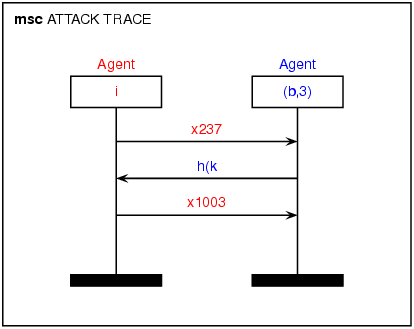 msc ATTACK TRACE
Agent
Agent
i
(b,3)
x237
h(k
x1003